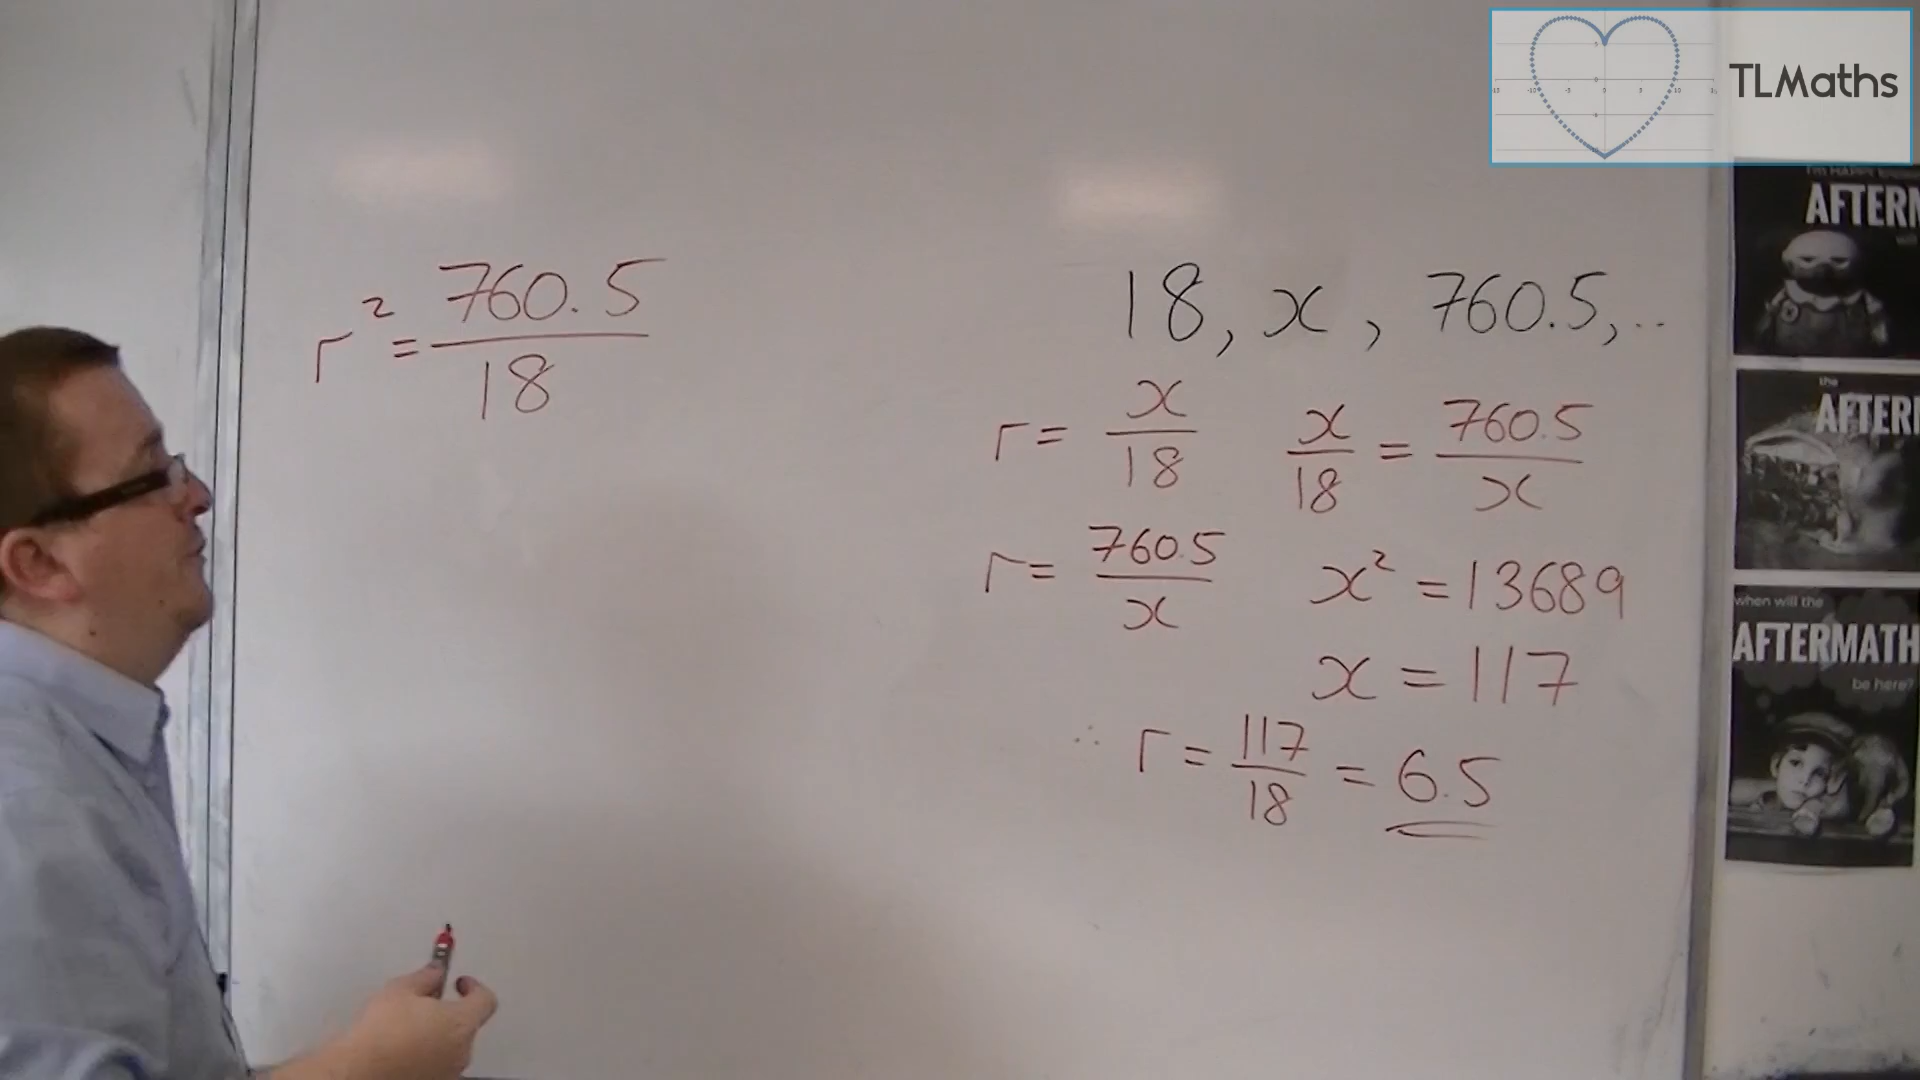 TLMaths
r² = 760.5 / 18
18, x, 760.5, ..
r = x / 18
x / 18 = 760.5 / x
r = 760.5 / x
x² = 13689
x = 117
∴ r = 117 / 18 = 6.5
AFTERM
the
AFTER
when will the
AFTERMATH
be here?